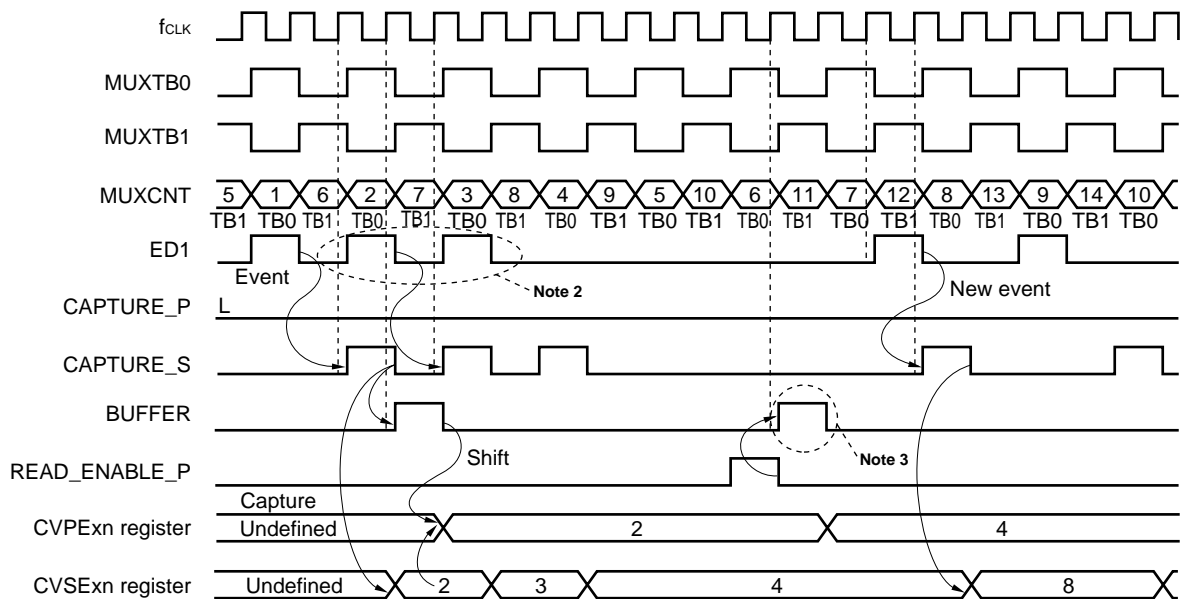 fCLK
MUXTB0
MUXTB1
MUXCNT 5 1 6 2 7 3 8 4 9 5 10 6 11 7 12 8 13 9 14 10
TB1 TB0 TB1 TB0 TB1 TB0 TB1 TB0 TB1 TB0 TB1 TB0 TB1 TB0 TB1 TB0 TB1 TB0 TB1 TB0
ED1
Event
Note 2
New event
CAPTURE_P L
CAPTURE_S
BUFFER
Shift
Note 3
READ_ENABLE_P
Capture
CVPExn register Undefined 2 4
CVSExn register Undefined 2 3 4 8